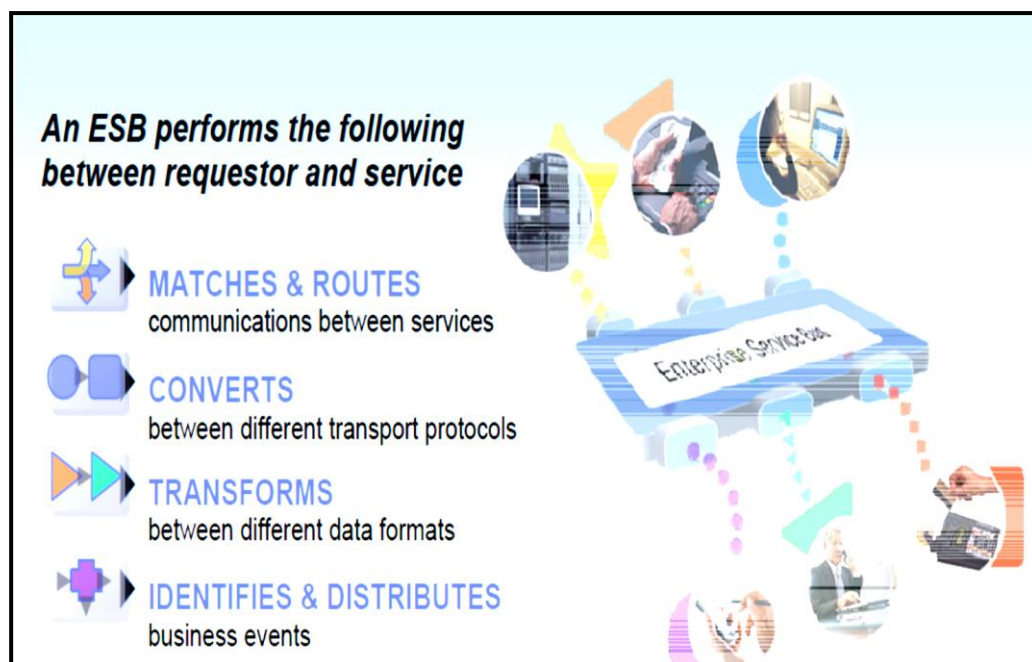 An ESB performs the following
between requestor and service
MATCHES & ROUTES
communications between services
CONVERTS
between different transport protocols
TRANSFORMS
between different data formats
IDENTIFIES & DISTRIBUTES
business events
Enterprise Service Bus